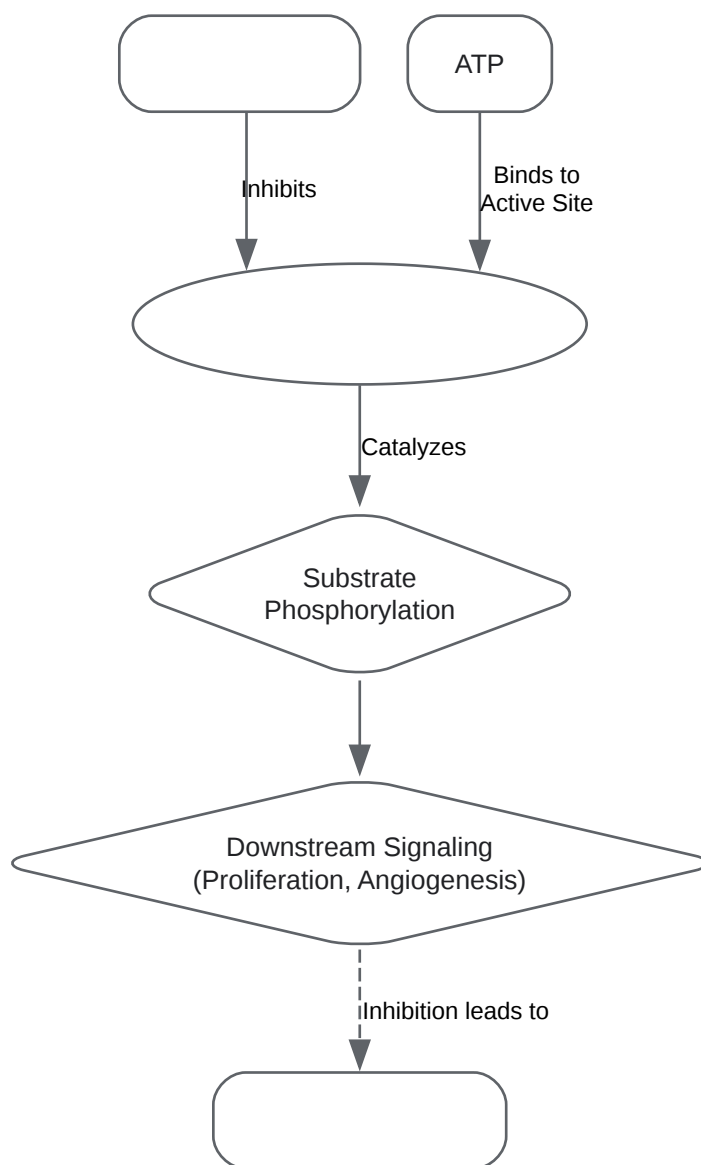 ATP
Inhibits
Binds to
Active Site
Catalyzes
Substrate
Phosphorylation
Downstream Signaling
(Proliferation, Angiogenesis)
Inhibition leads to